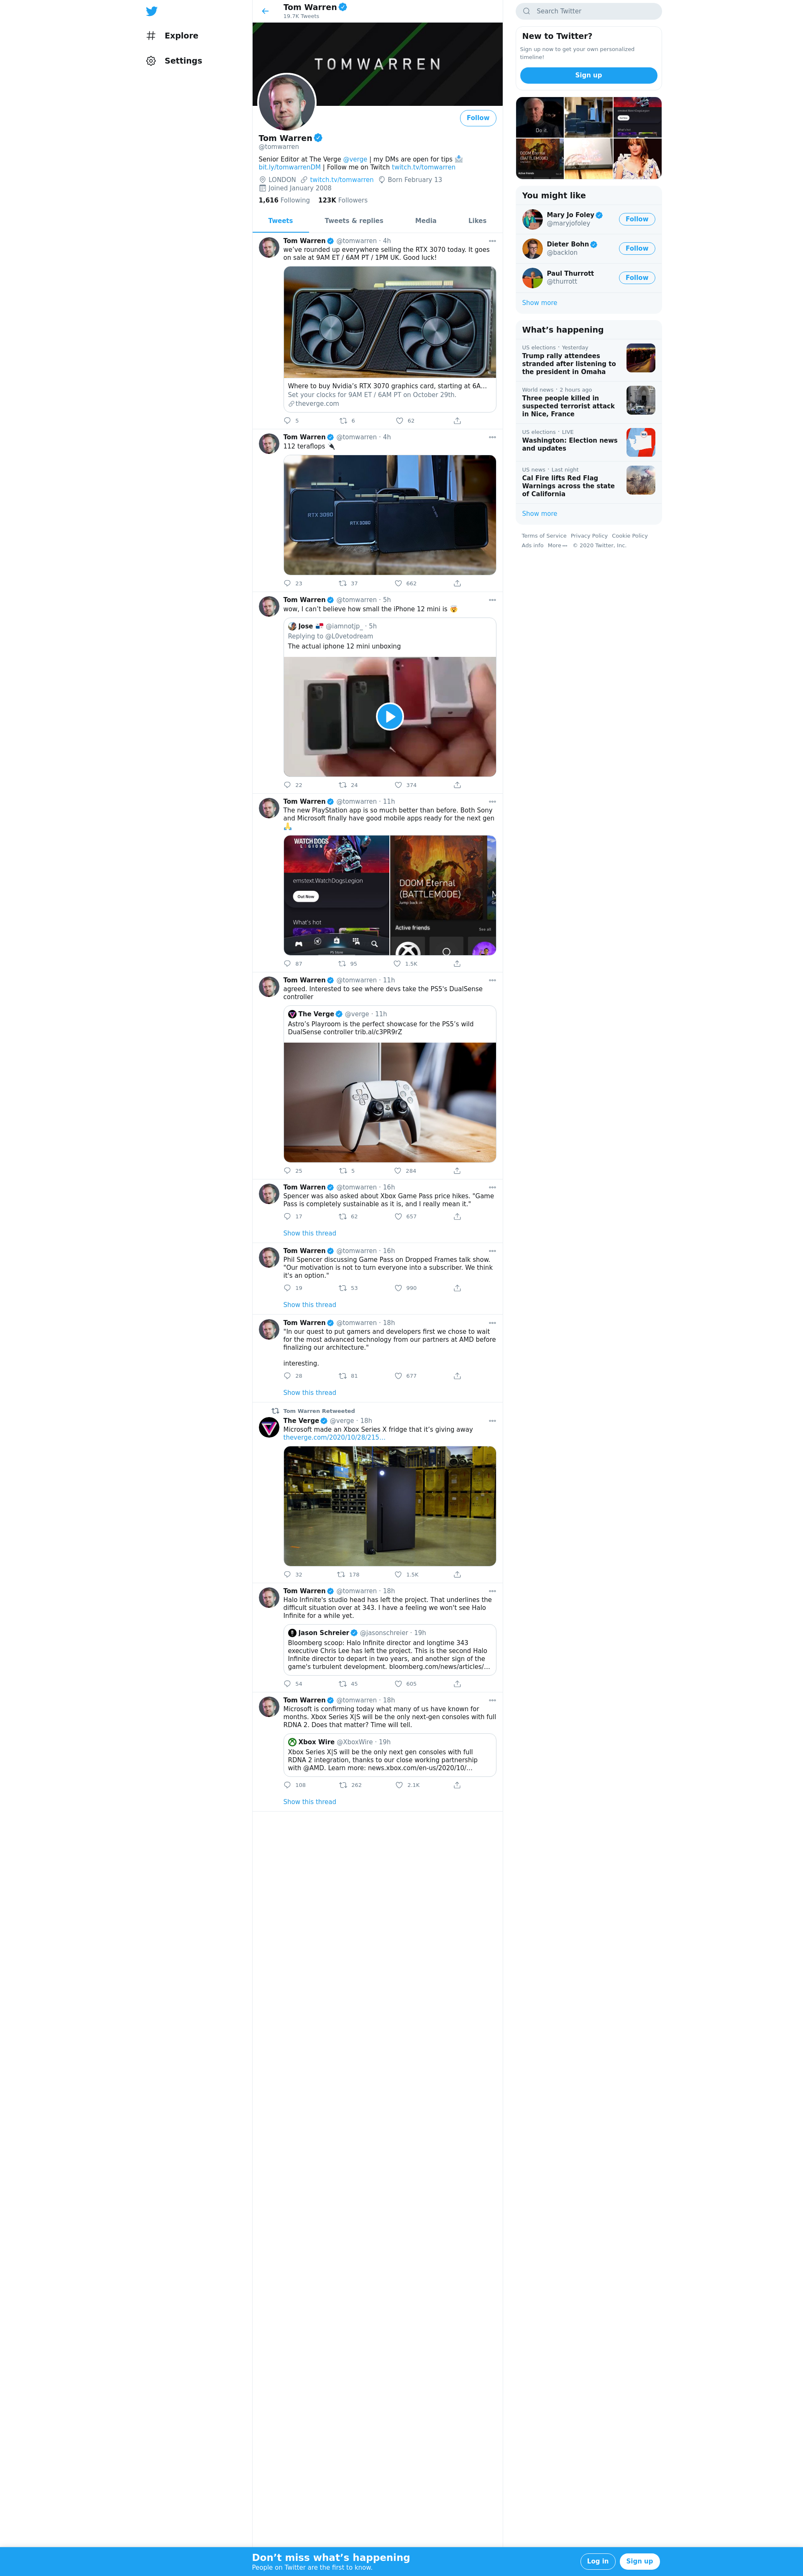 Explore
Settings
Tom Warren
19.7K Tweets
TOMWARREN
Follow
Tom Warren
@tomwarren
Senior Editor at The Verge @verge | my DMs are open for tips 📩
bit.ly/tomwarrenDM | Follow me on Twitch twitch.tv/tomwarren
LONDON twitch.tv/tomwarren Born February 13
Joined January 2008
1,616 Following 123K Followers
Tweets Tweets & replies Media Likes
Tom Warren @tomwarren · 4h
we’ve rounded up everywhere selling the RTX 3070 today. It goes
on sale at 9AM ET / 6AM PT / 1PM UK. Good luck!
Where to buy Nvidia’s RTX 3070 graphics card, starting at 6A…
Set your clocks for 9AM ET / 6AM PT on October 29th.
theverge.com
5 6 62
Tom Warren @tomwarren · 4h
112 teraflops 🔌
RTX 3090
RTX 3080
23 37 662
Tom Warren @tomwarren · 5h
wow, I can’t believe how small the iPhone 12 mini is 🤯
Jose @iamnotjp_ · 5h
Replying to @L0vetodream
The actual iphone 12 mini unboxing
22 24 374
Tom Warren @tomwarren · 11h
The new PlayStation app is so much better than before. Both Sony
and Microsoft finally have good mobile apps ready for the next gen
🙏
WATCH DOGS
LEGION
emstext.WatchDogsLegion
Out Now
What's hot
DOOM Eternal
(BATTLEMODE)
Jump back in
Active friends
See all
87 95 1.5K
Tom Warren @tomwarren · 11h
agreed. Interested to see where devs take the PS5's DualSense
controller
The Verge @verge · 11h
Astro’s Playroom is the perfect showcase for the PS5’s wild
DualSense controller trib.al/c3PR9rZ
25 5 284
Tom Warren @tomwarren · 16h
Spencer was also asked about Xbox Game Pass price hikes. "Game
Pass is completely sustainable as it is, and I really mean it."
17 62 657
Show this thread
Tom Warren @tomwarren · 16h
Phil Spencer discussing Game Pass on Dropped Frames talk show.
"Our motivation is not to turn everyone into a subscriber. We think
it's an option."
19 53 990
Show this thread
Tom Warren @tomwarren · 18h
"In our quest to put gamers and developers first we chose to wait
for the most advanced technology from our partners at AMD before
finalizing our architecture."
interesting.
28 81 677
Show this thread
Tom Warren Retweeted
The Verge @verge · 18h
Microsoft made an Xbox Series X fridge that it’s giving away
theverge.com/2020/10/28/215…
32 178 1.5K
Tom Warren @tomwarren · 18h
Halo Infinite's studio head has left the project. That underlines the
difficult situation over at 343. I have a feeling we won’t see Halo
Infinite for a while yet.
Jason Schreier @jasonschreier · 19h
Bloomberg scoop: Halo Infinite director and longtime 343
executive Chris Lee has left the project. This is the second Halo
Infinite director to depart in two years, and another sign of the
game's turbulent development. bloomberg.com/news/articles/…
54 45 605
Tom Warren @tomwarren · 18h
Microsoft is confirming today what many of us have known for
months. Xbox Series X|S will be the only next-gen consoles with full
RDNA 2. Does that matter? Time will tell.
Xbox Wire @XboxWire · 19h
Xbox Series X|S will be the only next gen consoles with full
RDNA 2 integration, thanks to our close working partnership
with @AMD. Learn more: news.xbox.com/en-us/2020/10/…
108 262 2.1K
Show this thread
Search Twitter
New to Twitter?
Sign up now to get your own personalized
timeline!
Sign up
Do it.
You might like
Mary Jo Foley
@maryjofoley
Follow
Dieter Bohn
@backlon
Follow
Paul Thurrott
@thurrott
Follow
Show more
What’s happening
US elections · Yesterday
Trump rally attendees
stranded after listening to
the president in Omaha
World news · 2 hours ago
Three people killed in
suspected terrorist attack
in Nice, France
US elections · LIVE
Washington: Election news
and updates
US news · Last night
Cal Fire lifts Red Flag
Warnings across the state
of California
Show more
Terms of Service Privacy Policy Cookie Policy
Ads info More © 2020 Twitter, Inc.
Don’t miss what’s happening
People on Twitter are the first to know.
Log in
Sign up